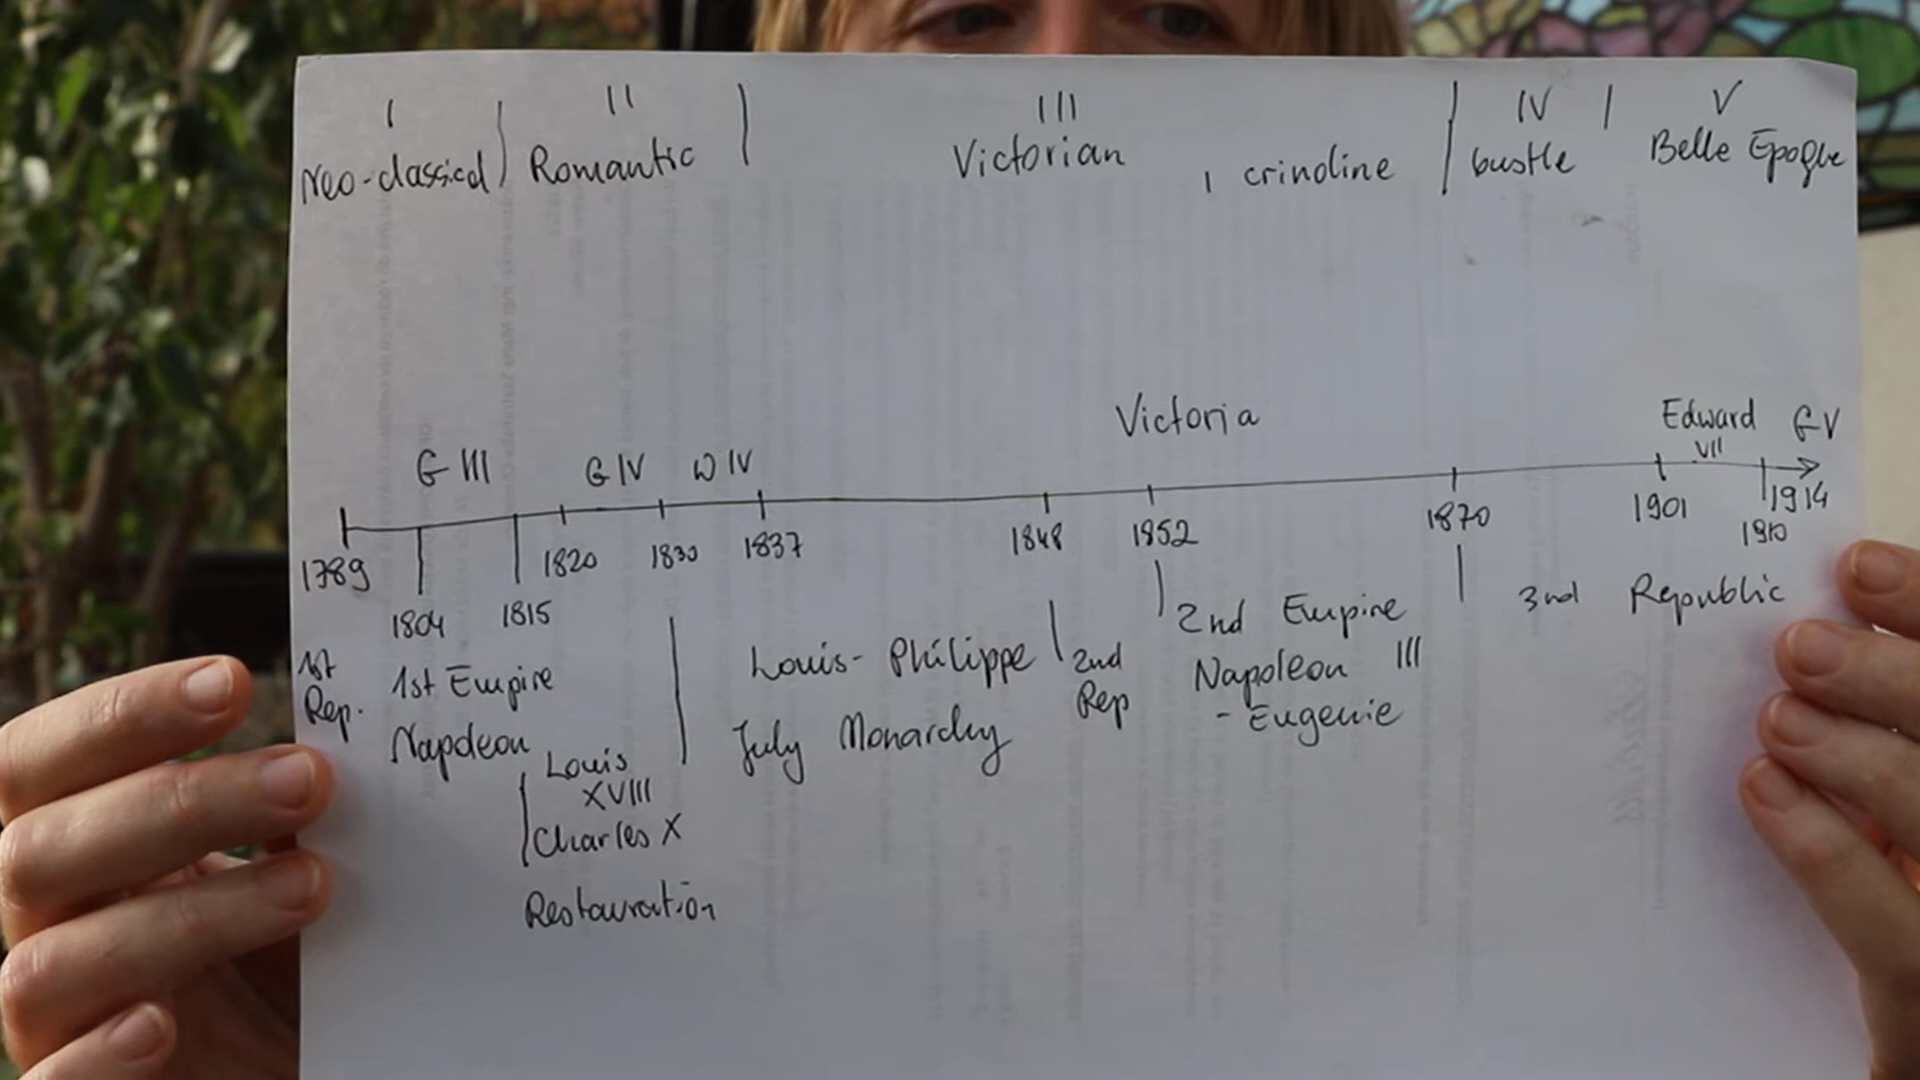 I II III IV V
Neo-classical Romantic Victorian crinoline bustle Belle Epoque
Victoria Edward VII G V
G III G IV W IV
1789 1804 1815 1820 1830 1837 1848 1852 1870 1901 1910 1914
1st Rep.
1st Empire
Napoleon
Louis XVIII
Charles X
Restauration
Louis-Philippe
July Monarchy
2nd Rep
2nd Empire
Napoleon III
- Eugenie
3nd Republic